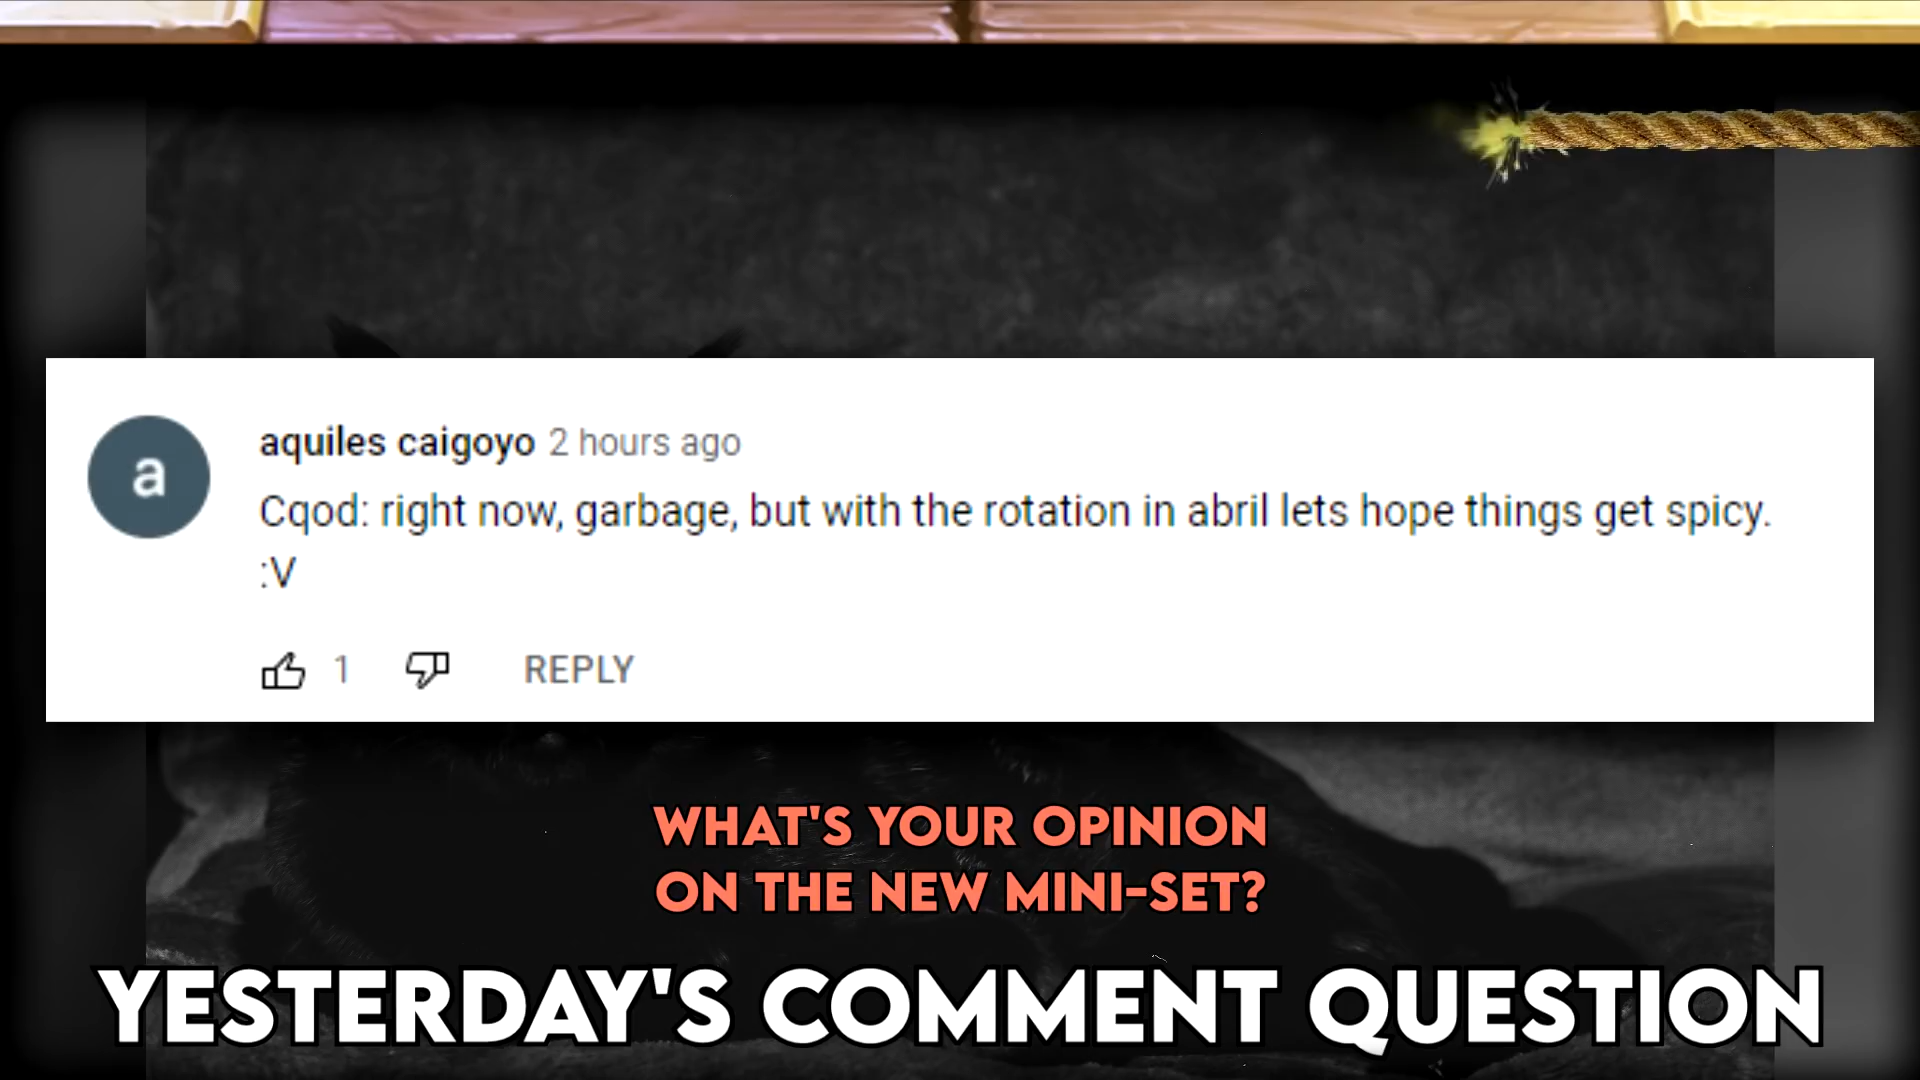 a
aquiles caigoyo 2 hours ago
Cqod: right now, garbage, but with the rotation in abril lets hope things get spicy.
:V
1 REPLY
WHAT'S YOUR OPINION
ON THE NEW MINI-SET?
YESTERDAY'S COMMENT QUESTION